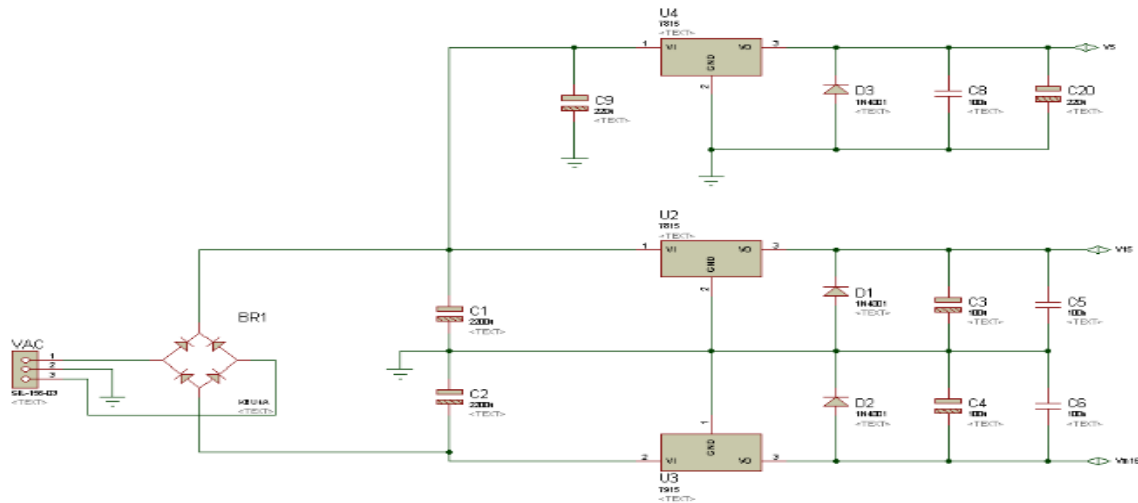 U4
7815
<TEXT>
1
VI
VO
3
V5
GND
2
C9
220n
<TEXT>
D3
1N4001
<TEXT>
C8
100n
<TEXT>
C20
220n
<TEXT>
U2
7815
<TEXT>
1
VI
VO
3
V15
GND
2
C1
2200n
<TEXT>
D1
1N4001
<TEXT>
C3
100n
<TEXT>
C5
100n
<TEXT>
BR1
VAC
1
2
3
SIL-156-03
<TEXT>
C2
2200n
<TEXT>
D2
1N4001
<TEXT>
C4
100n
<TEXT>
C6
100n
<TEXT>
1
GND
2
VI
VO
3
U3
7915
<TEXT>